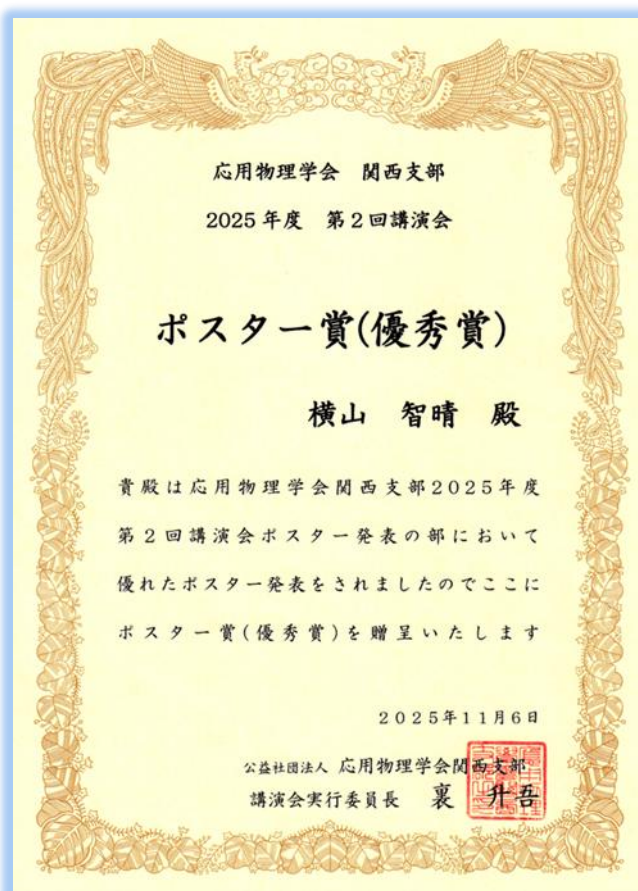 応用物理学会　関西支部
2025年度　第2回講演会
ポスター賞(優秀賞)
横山　智晴　殿
貴殿は応用物理学会関西支部2025年度
第2回講演会ポスター発表の部において
優れたポスター発表をされましたのでここに
ポスター賞(優秀賞)を贈呈いたします
2025年11月6日
公益社団法人 応用物理学会関西支部
講演会実行委員長　裏　升吾